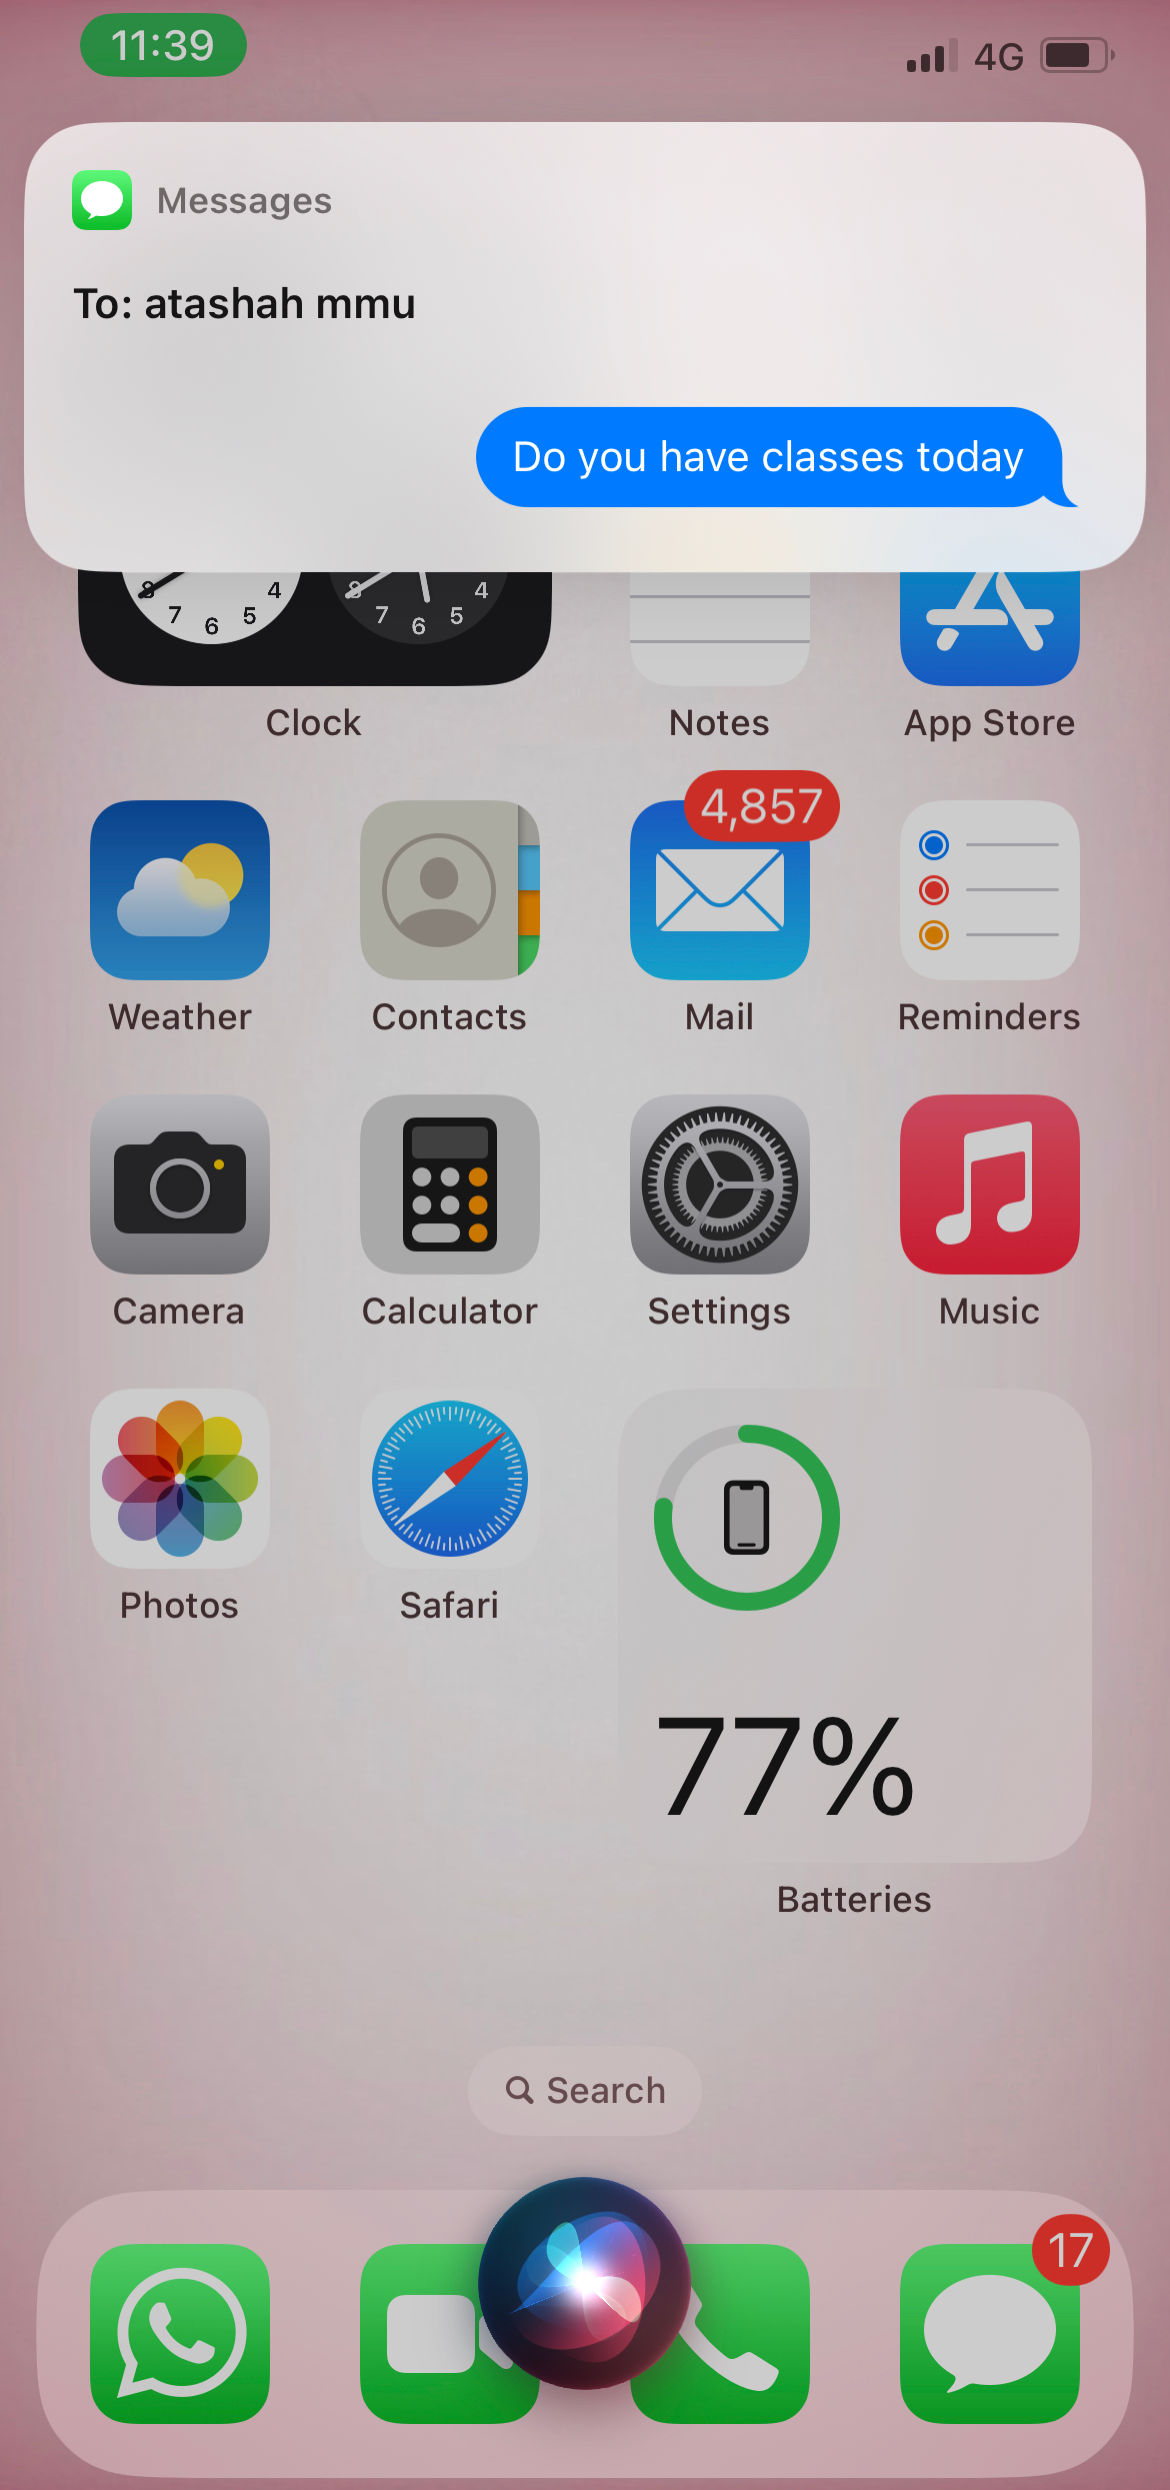 11:39
4G
Messages
To: atashah mmu
Do you have classes today
8 7 6 5 4
8 7 6 5 4
Clock
Notes
App Store
4,857
Weather
Contacts
Mail
Reminders
Camera
Calculator
Settings
Music
Photos
Safari
77%
Batteries
Search
17